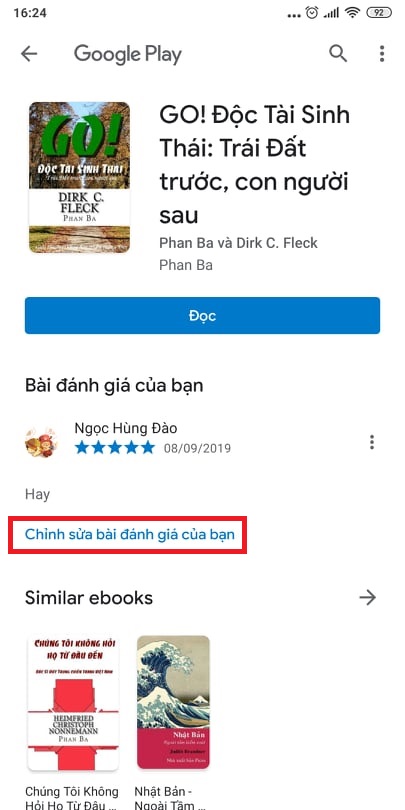 16:24
92
Google Play
GO!
ĐỘC TÀI SINH THÁI
DIRK C.
FLECK
PHAN BA
GO! Độc Tài Sinh
Thái: Trái Đất
trước, con người
sau
Phan Ba và Dirk C. Fleck
Phan Ba
Đọc
Bài đánh giá của bạn
Ngọc Hùng Đào
08/09/2019
Hay
Chỉnh sửa bài đánh giá của bạn
Similar ebooks
CHÚNG TÔI KHÔNG HỎI
HỌ TỪ ĐÂU ĐẾN
HEIMFRIED
CHRISTOPH
NONNEMANN
PHAN BA
Nhật Bản
Chúng Tôi Không
Hỏi Họ Từ Đâu ...
Nhật Bản -
Ngoài Tầm ...